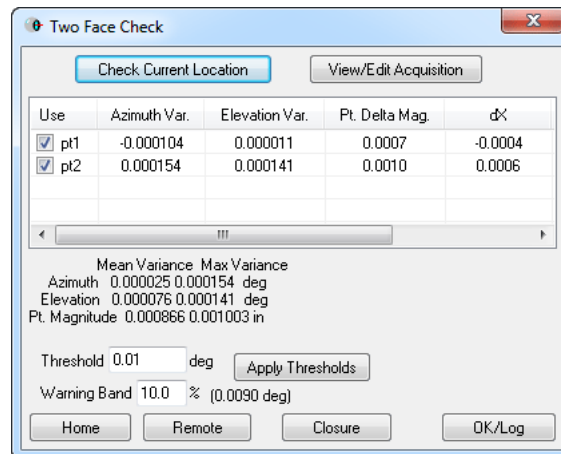 Two Face Check
Check Current Location View/Edit Acquisition
Use Azimuth Var. Elevation Var. Pt. Delta Mag. dX
pt1 -0.000104 0.000011 0.0007 -0.0004
pt2 0.000154 0.000141 0.0010 0.0006
Mean Variance Max Variance
Azimuth 0.000025 0.000154 deg
Elevation 0.000076 0.000141 deg
Pt. Magnitude 0.000866 0.001003 in
Threshold 0.01 deg Apply Thresholds
Warning Band 10.0 % (0.0090 deg)
Home Remote Closure OK/Log